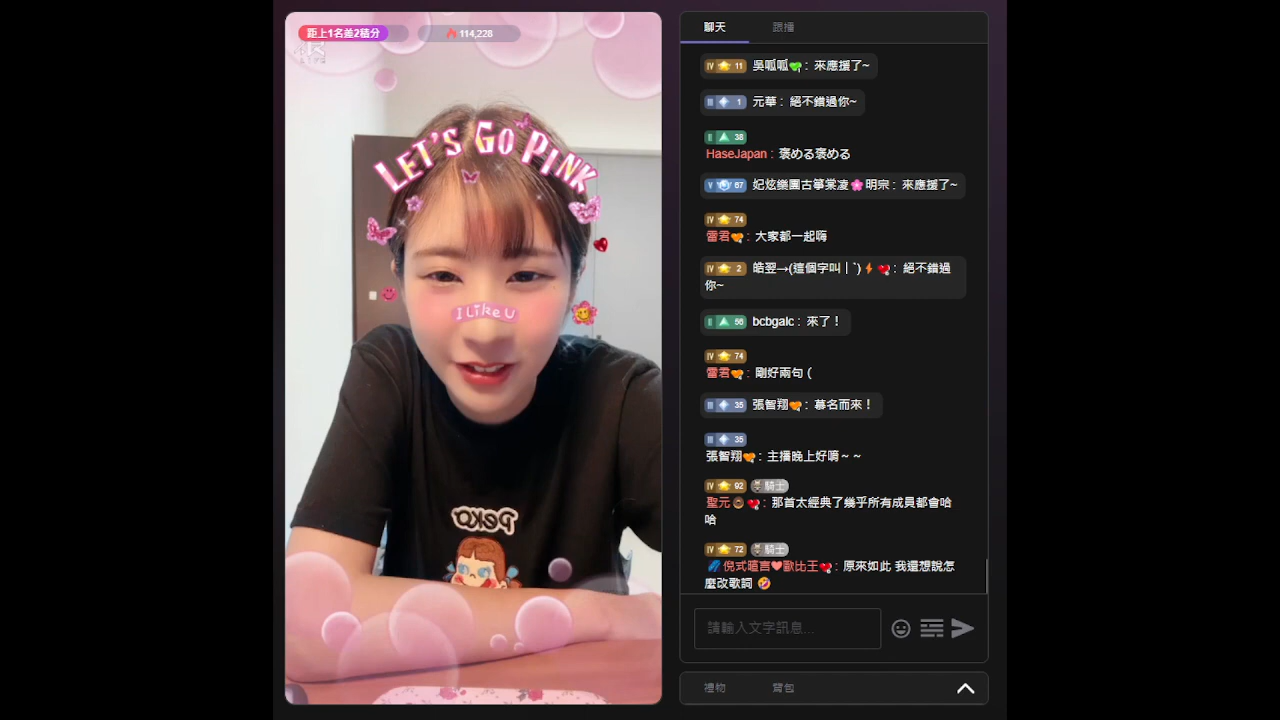 距上1名差2積分
114,228
浪
LIVE
LET'S GO PINK
I Like U
Peko
聊天
跟播
IV 11 吳呱呱: 來應援了~
III 1 元華: 絕不錯過你~
II 38
HaseJapan : 褒める褒める
V 67 妃炫樂團古箏棠凌🌸明宗: 來應援了~
IV 74
雷君: 大家都一起嗨
IV 2 皓翌→(這個字叫丨ˋ)⚡: 絕不錯過
你~
II 56 bcbgalc : 來了!
IV 74
雷君: 剛好兩句 (
III 35 張智翔: 慕名而來!
III 35
張智翔: 主播晚上好唷~~
IV 92 騎士
聖元: 那首太經典了幾乎所有成員都會哈
哈
IV 72 騎士
倪式噾言❤歐比王: 原來如此 我還想說怎
麼改歌詞 🤣
請輸入文字訊息...
禮物
背包